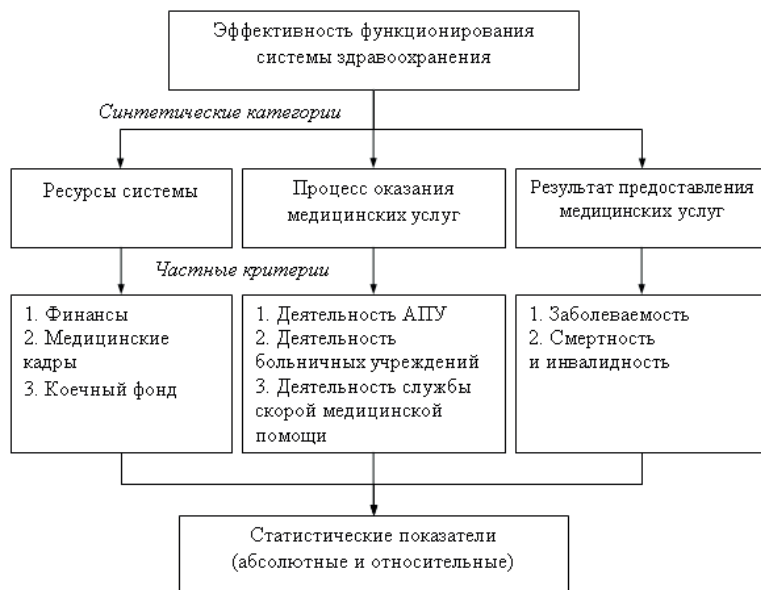 Эффективность функционирования
системы здравоохранения
Синтетические категории
Ресурсы системы
Процесс оказания
медицинских услуг
Результат предоставления
медицинских услуг
Частные критерии
1. Финансы
2. Медицинские
кадры
3. Коечный фонд
1. Деятельность АПУ
2. Деятельность
больничных учреждений
3. Деятельность службы
скорой медицинской
помощи
1. Заболеваемость
2. Смертность
и инвалидность
Статистические показатели
(абсолютные и относительные)